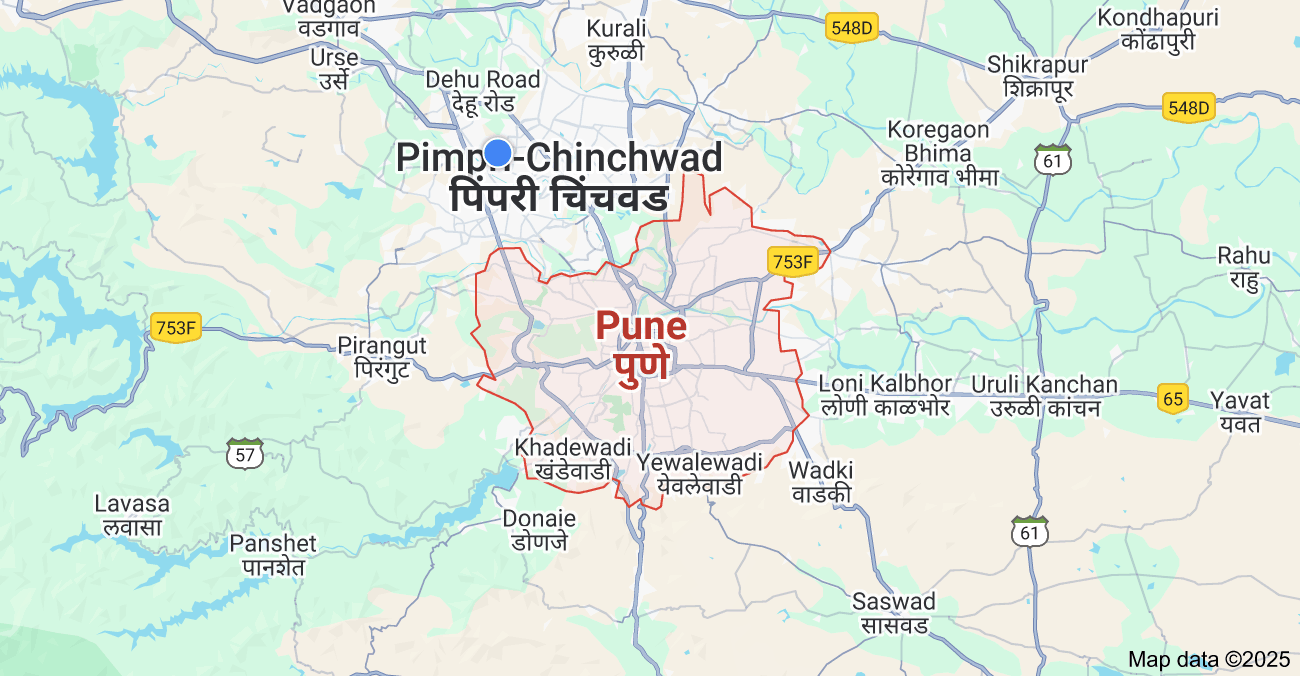 Vadgaon
वडगाव
Urse
उर्से
Kurali
कुरुळी
548D
Kondhapuri
कोंढापुरी
Dehu Road
देहू रोड
Shikrapur
शिक्रापूर
548D
Koregaon
Bhima
कोरेगाव भीमा
61
Pimpri-Chinchwad
पिंपरी चिंचवड
753F
Rahu
राहु
753F
Pune
पुणे
Pirangut
पिरंगुट
Loni Kalbhor
लोणी काळभोर
Uruli Kanchan
उरुळी कांचन
65
Yavat
यवत
57
Khadewadi
खंडेवाडी
Yewalewadi
येवलेवाडी
Wadki
वाडकी
Lavasa
लवासा
Donaje
डोणजे
Panshet
पानशेत
61
Saswad
सासवड
Map data ©2025